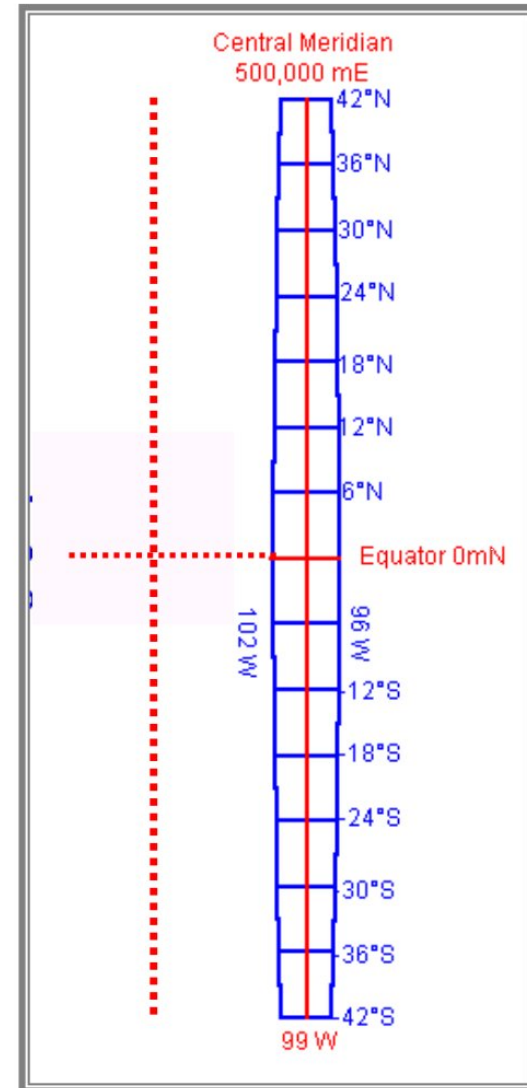 Central Meridian
500,000 mE
42°N
36°N
30°N
24°N
18°N
12°N
6°N
Equator 0mN
102 W
96 W
-12°S
-18°S
-24°S
-30°S
-36°S
-42°S
99 W